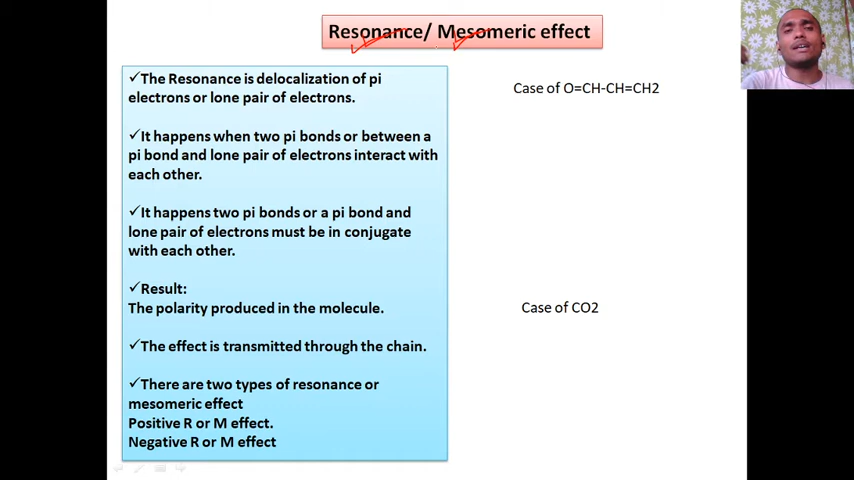 Resonance/ Mesomeric effect
✓The Resonance is delocalization of pi
electrons or lone pair of electrons.
✓It happens when two pi bonds or between a
pi bond and lone pair of electrons interact with
each other.
✓It happens two pi bonds or a pi bond and
lone pair of electrons must be in conjugate
with each other.
✓Result:
The polarity produced in the molecule.
✓The effect is transmitted through the chain.
✓There are two types of resonance or
mesomeric effect
Positive R or M effect.
Negative R or M effect
Case of O=CH-CH=CH2
Case of CO2